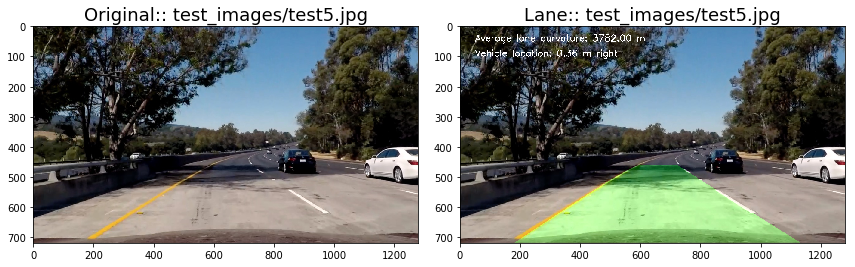 Original:: test_images/test5.jpg
Lane:: test_images/test5.jpg
Average lane curvature: 3782.00 m
Vehicle location: 0.36 m right
0
100
200
300
400
500
600
700
0 200 400 600 800 1000 1200
0
100
200
300
400
500
600
700
0 200 400 600 800 1000 1200